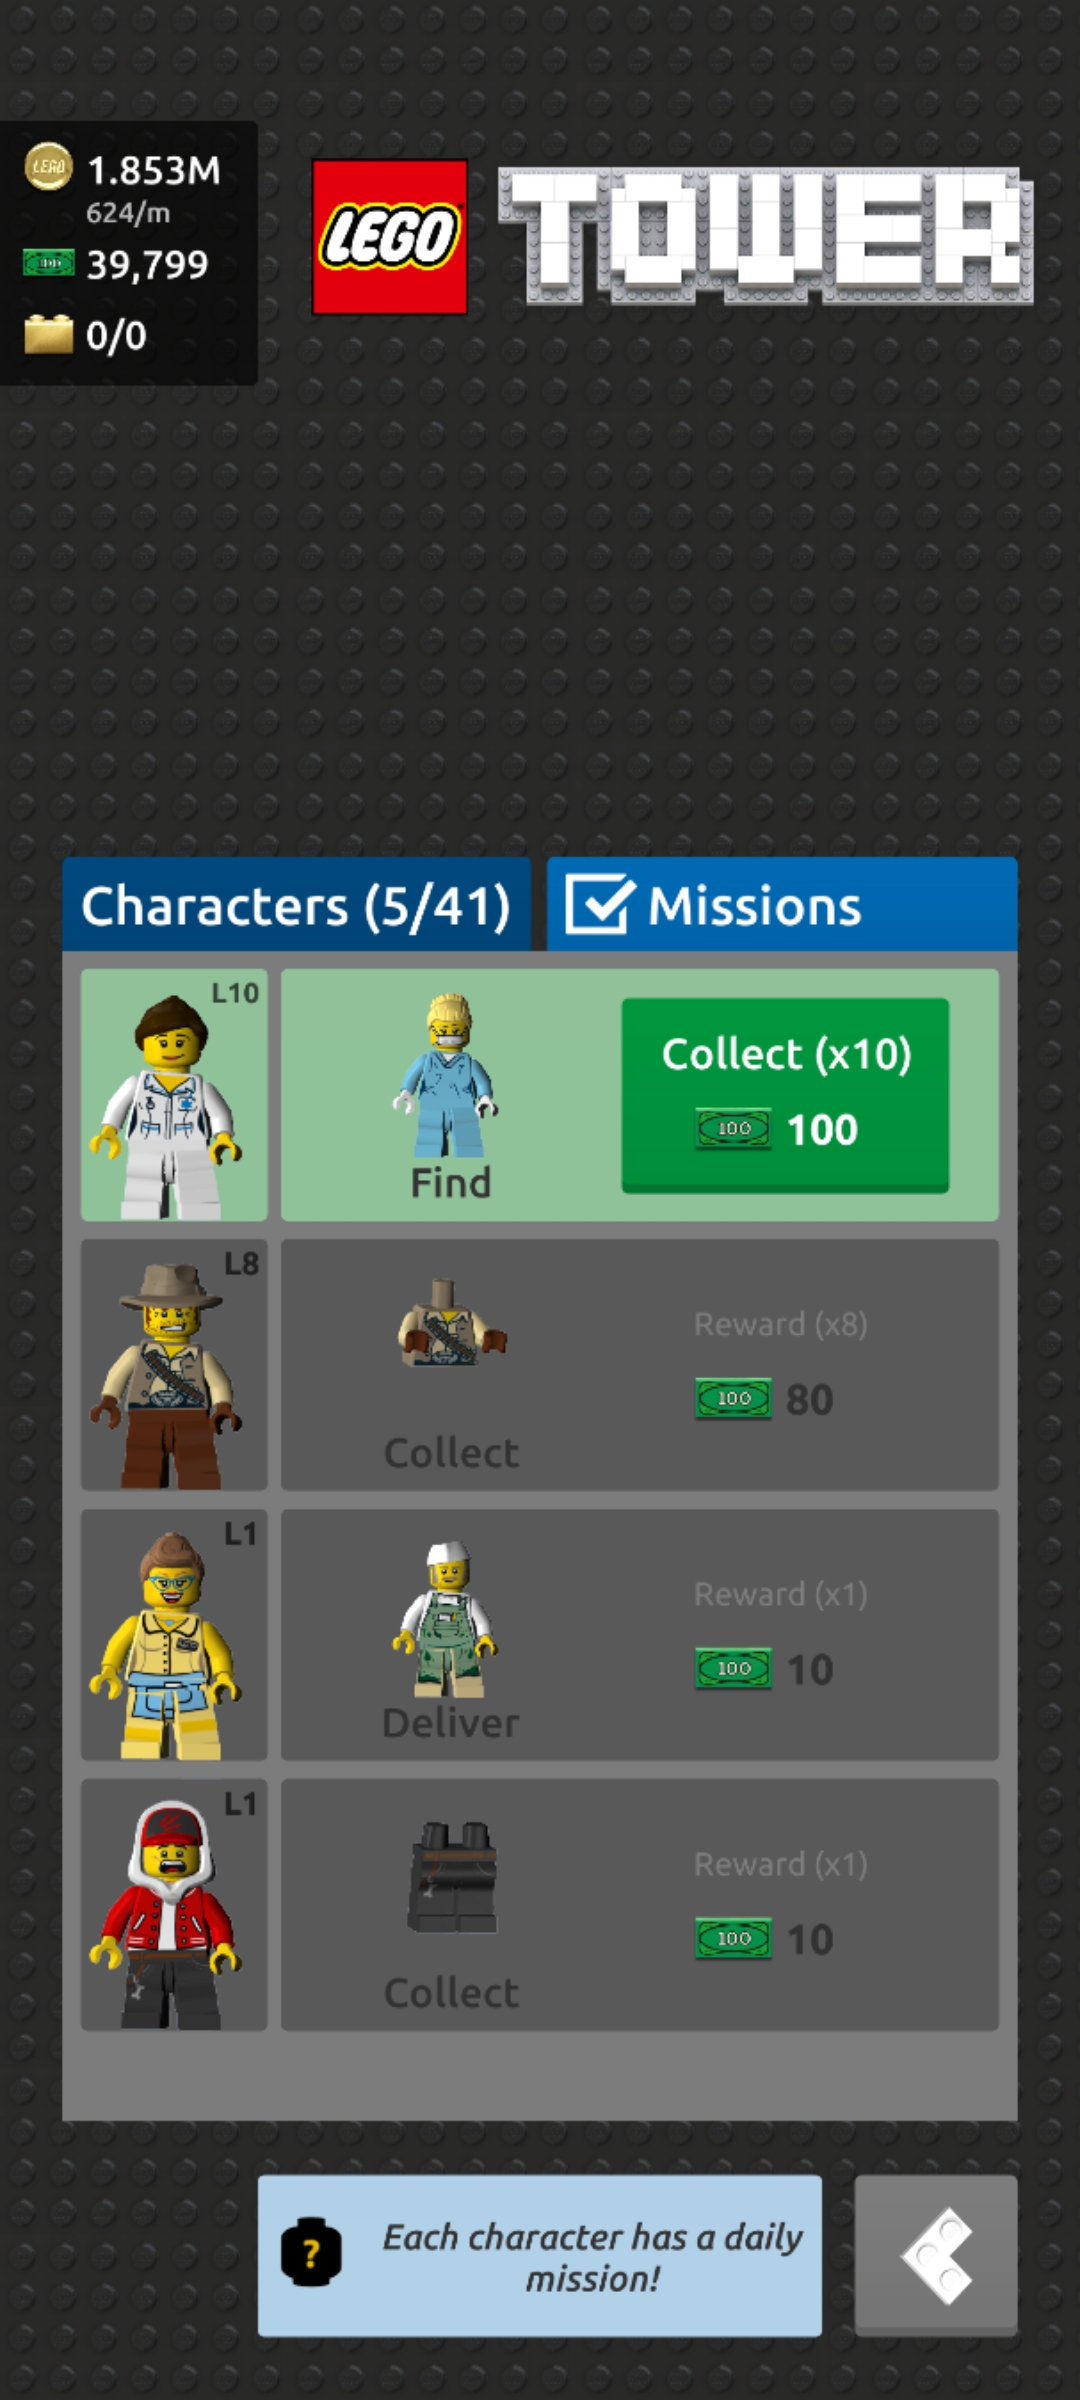 LEGO
1.853M
624/m
100
39,799
0/0
LEGO
TOWER
Characters (5/41)
Missions
L10
Find
Collect (x10)
100
100
L8
Collect
Reward (x8)
100
80
L1
Deliver
Reward (x1)
100
10
L1
Collect
Reward (x1)
100
10
?
Each character has a daily
mission!